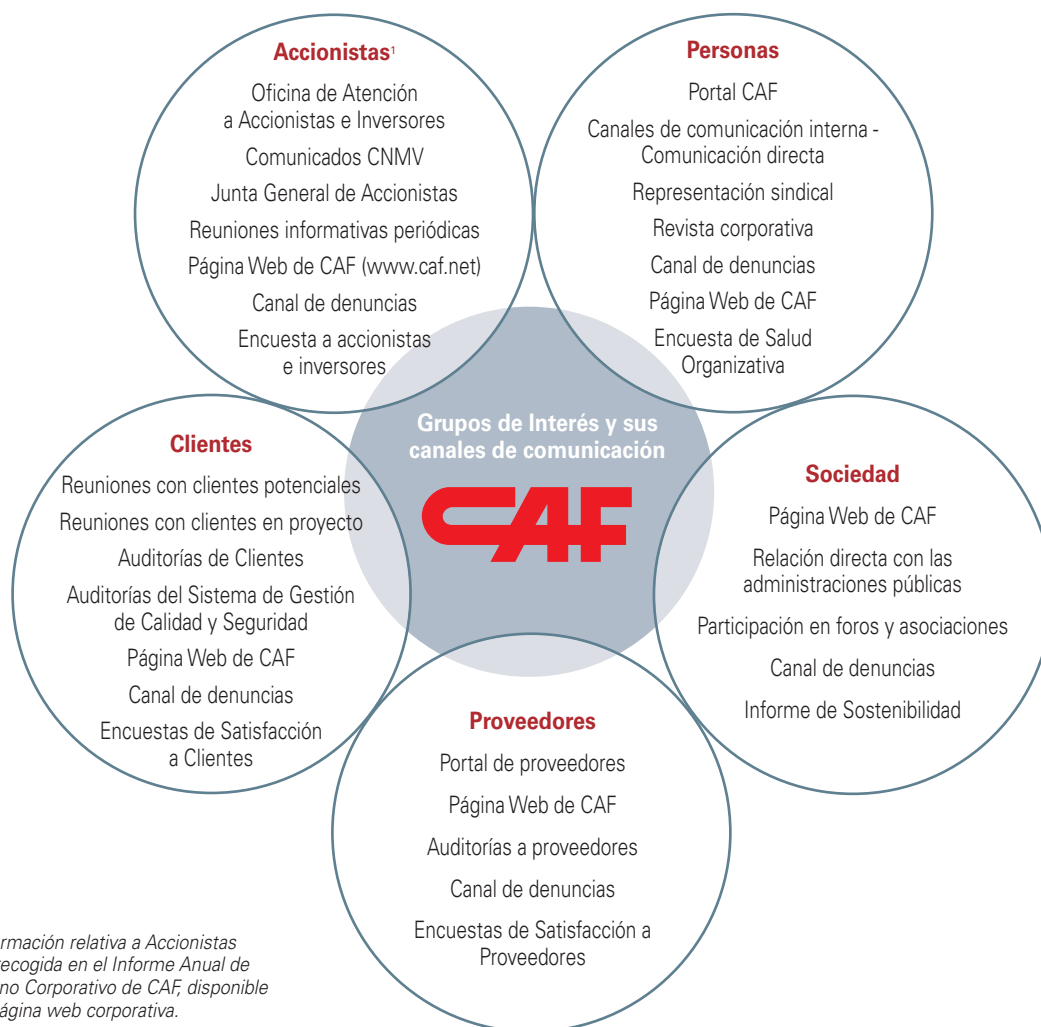 Accionistas¹
Oficina de Atención
a Accionistas e Inversores
Comunicados CNMV
Junta General de Accionistas
Reuniones informativas periódicas
Página Web de CAF (www.caf.net)
Canal de denuncias
Encuesta a accionistas
e inversores
Personas
Portal CAF
Canales de comunicación interna -
Comunicación directa
Representación sindical
Revista corporativa
Canal de denuncias
Página Web de CAF
Encuesta de Salud
Organizativa
Grupos de Interés y sus
canales de comunicación
CAF
Clientes
Reuniones con clientes potenciales
Reuniones con clientes en proyecto
Auditorías de Clientes
Auditorías del Sistema de Gestión
de Calidad y Seguridad
Página Web de CAF
Canal de denuncias
Encuestas de Satisfacción
a Clientes
Sociedad
Página Web de CAF
Relación directa con las
administraciones públicas
Participación en foros y asociaciones
Canal de denuncias
Informe de Sostenibilidad
Proveedores
Portal de proveedores
Página Web de CAF
Auditorías a proveedores
Canal de denuncias
Encuestas de Satisfacción a
Proveedores
relativa a Accionistas
recogida en el Informe Anual de
Corporativo de CAF, disponible
página web corporativa.